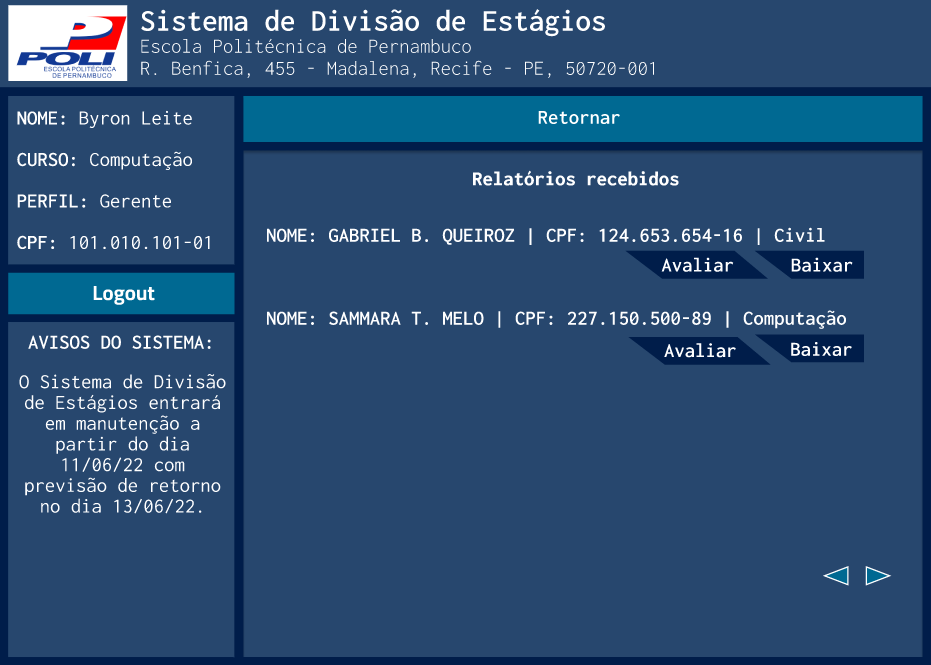 POLI
ESCOLA POLITÉCNICA
DE PERNAMBUCO
Sistema de Divisão de Estágios
Escola Politécnica de Pernambuco
R. Benfica, 455 - Madalena, Recife - PE, 50720-001
NOME: Byron Leite
CURSO: Computação
PERFIL: Gerente
CPF: 101.010.101-01
Logout
AVISOS DO SISTEMA:
O Sistema de Divisão
de Estágios entrará
em manutenção a
partir do dia
11/06/22 com
previsão de retorno
no dia 13/06/22.
Retornar
Relatórios recebidos
NOME: GABRIEL B. QUEIROZ | CPF: 124.653.654-16 | Civil
Avaliar Baixar
NOME: SAMMARA T. MELO | CPF: 227.150.500-89 | Computação
Avaliar Baixar